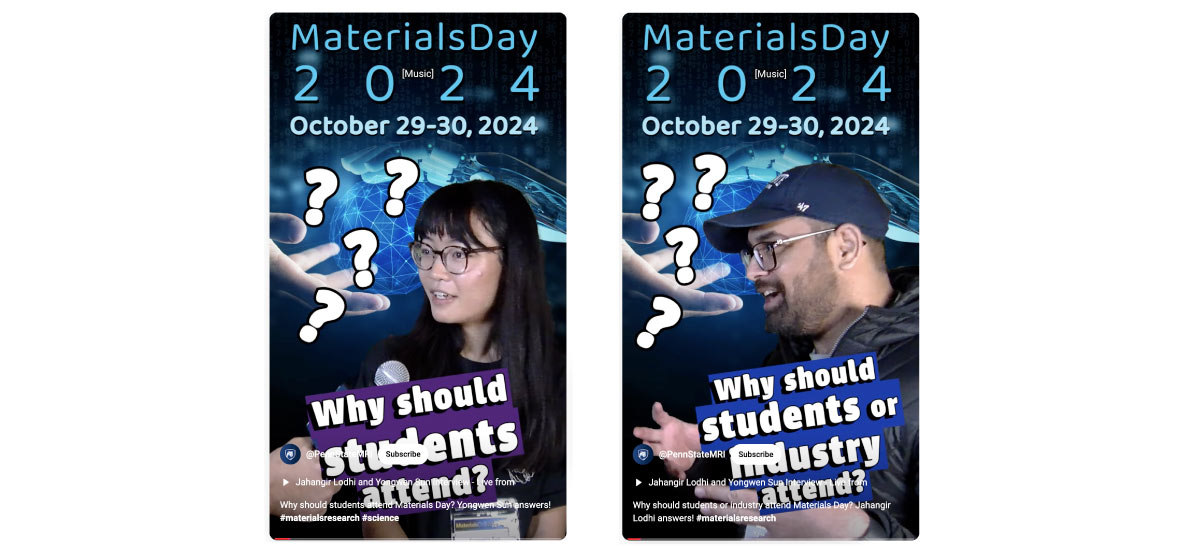 MaterialsDay
2 0 2 4
[Music]
October 29-30, 2024
? ? ? ?
Why should
students
attend?
@PennStateMRI
Subscribe
Jahangir Lodhi and Yongwen Sun Interview - Live from
Why should students attend Materials Day? Yongwen Sun answers!
#materialsresearch #science
MaterialsDay
2 0 2 4
[Music]
October 29-30, 2024
? ? ? ?
'47
Why should
students or
industry
attend?
@PennStateMRI
Subscribe
Jahangir Lodhi and Yongwen Sun Interview - Live from
Why should students or industry attend Materials Day? Jahangir
Lodhi answers! #materialsresearch